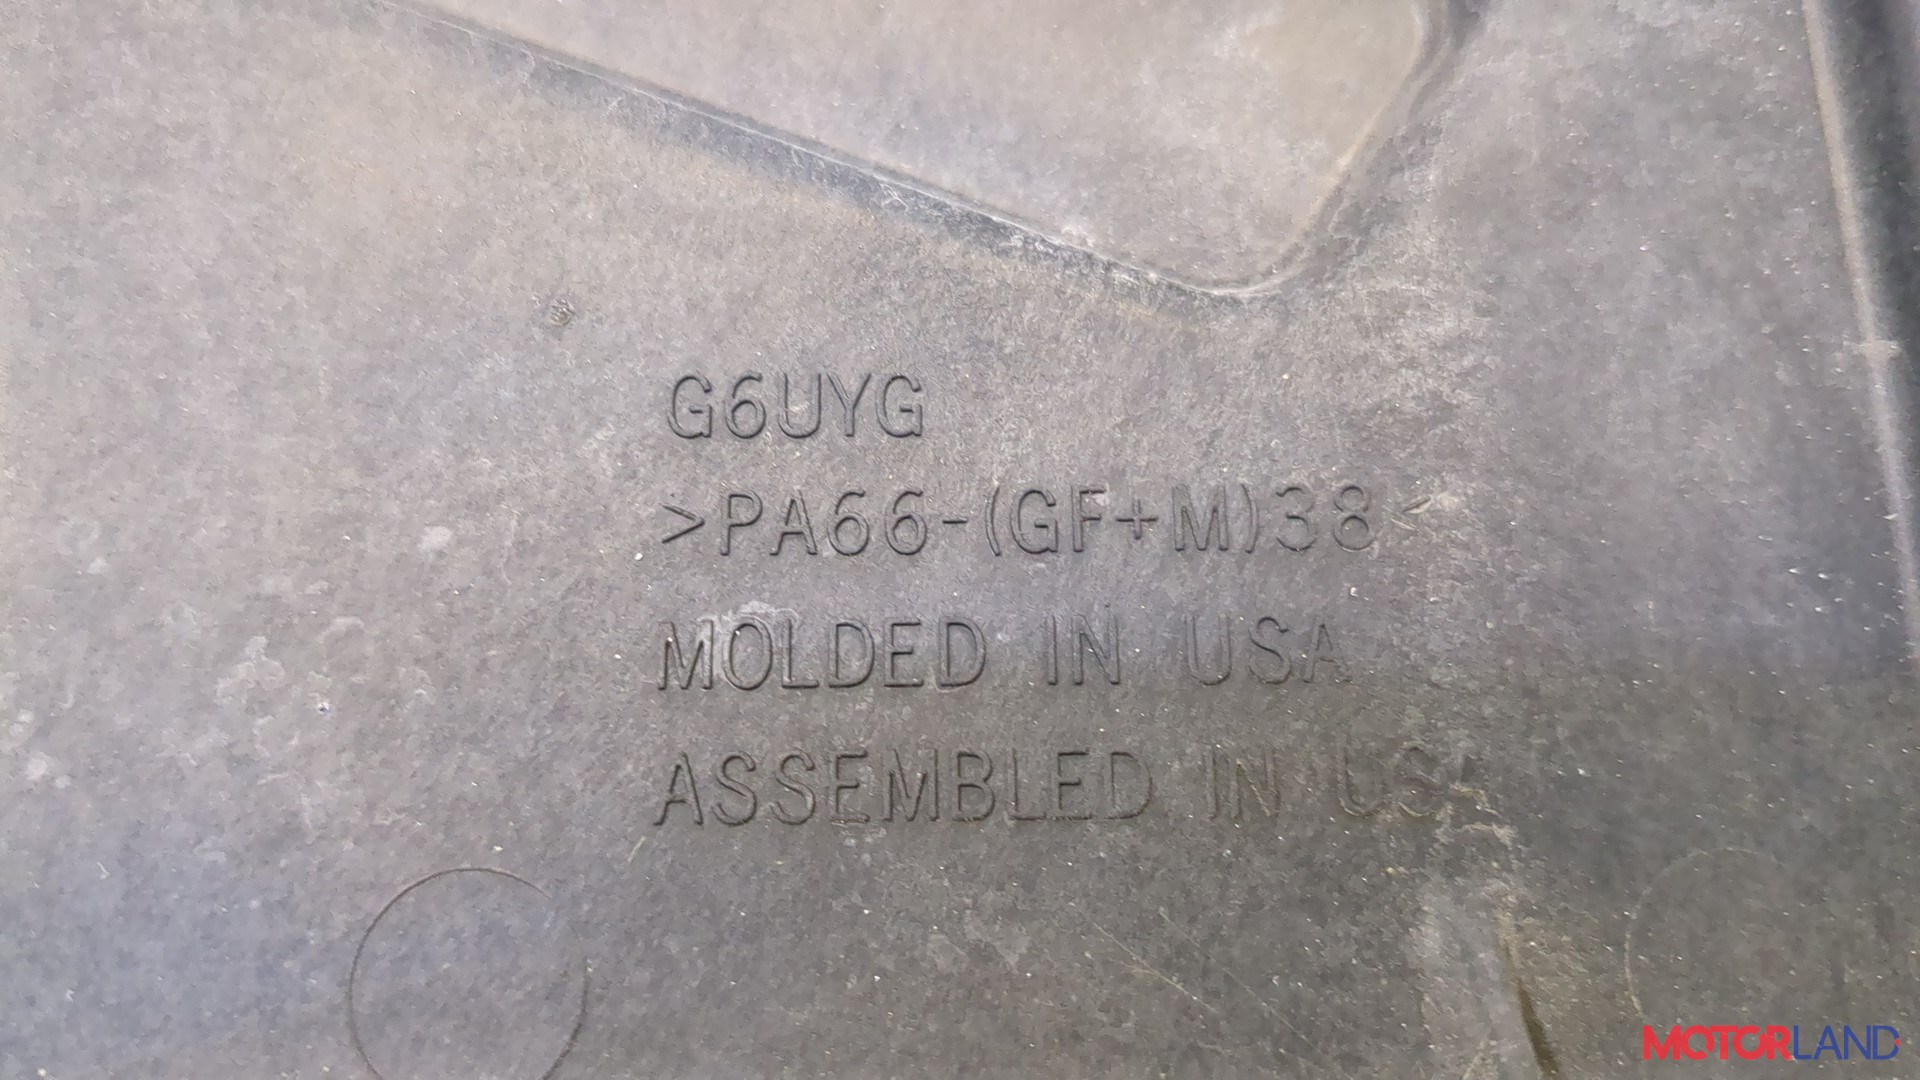 G6UYG
>PA66-(GF+M)38<
MOLDED IN USA
ASSEMBLED IN USA
MOTORLAND